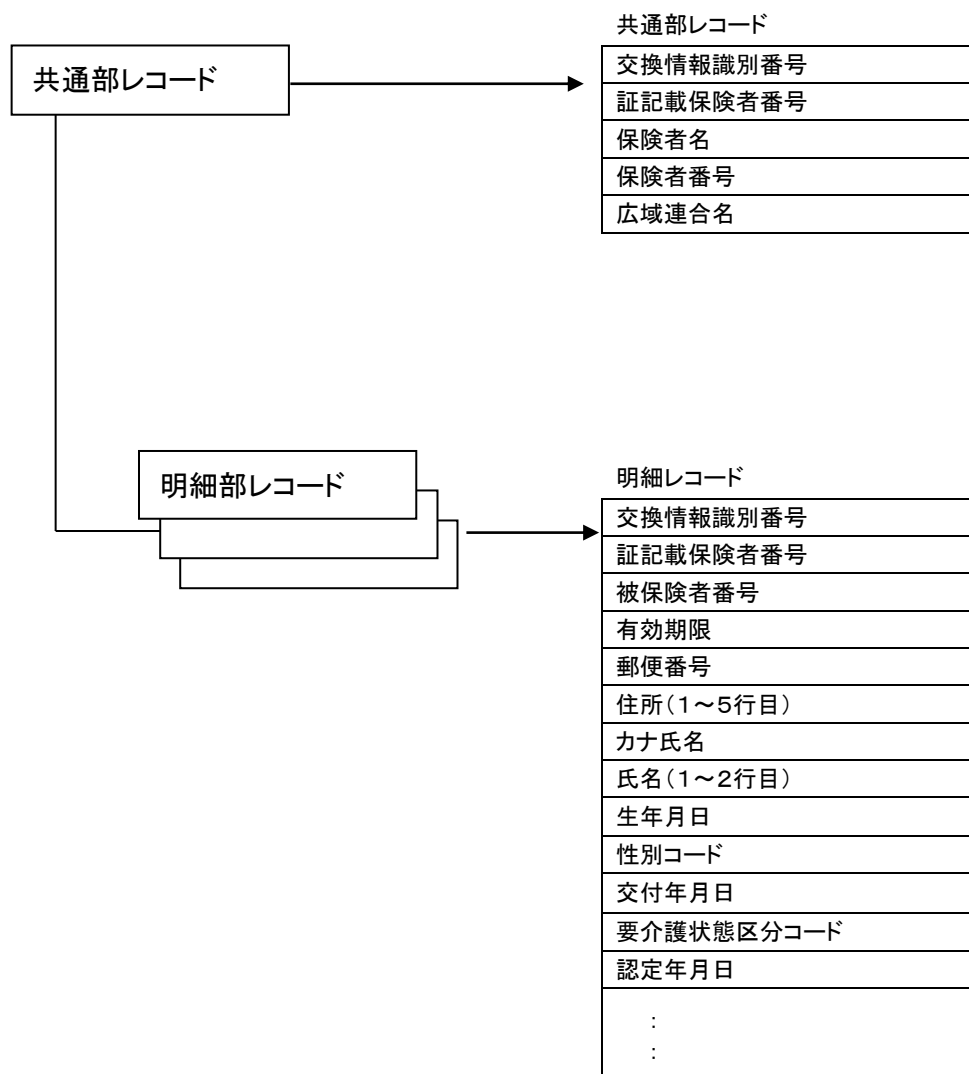 共通部レコード
共通部レコード
交換情報識別番号
証記載保険者番号
保険者名
保険者番号
広域連合名
明細部レコード
明細レコード
交換情報識別番号
証記載保険者番号
被保険者番号
有効期限
郵便番号
住所(1～5行目)
カナ氏名
氏名(1～2行目)
生年月日
性別コード
交付年月日
要介護状態区分コード
認定年月日
:
: